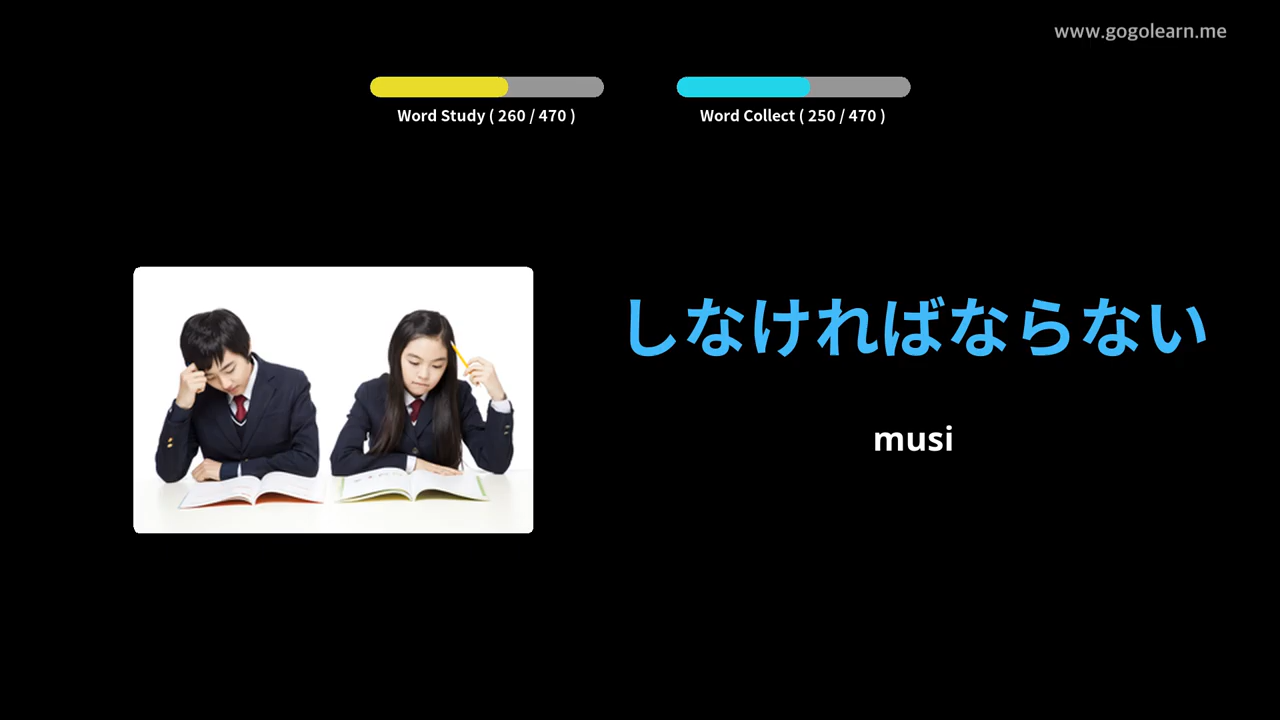 www.gogolearn.me
Word Study ( 260 / 470 )
Word Collect ( 250 / 470 )
しなければならない
musi